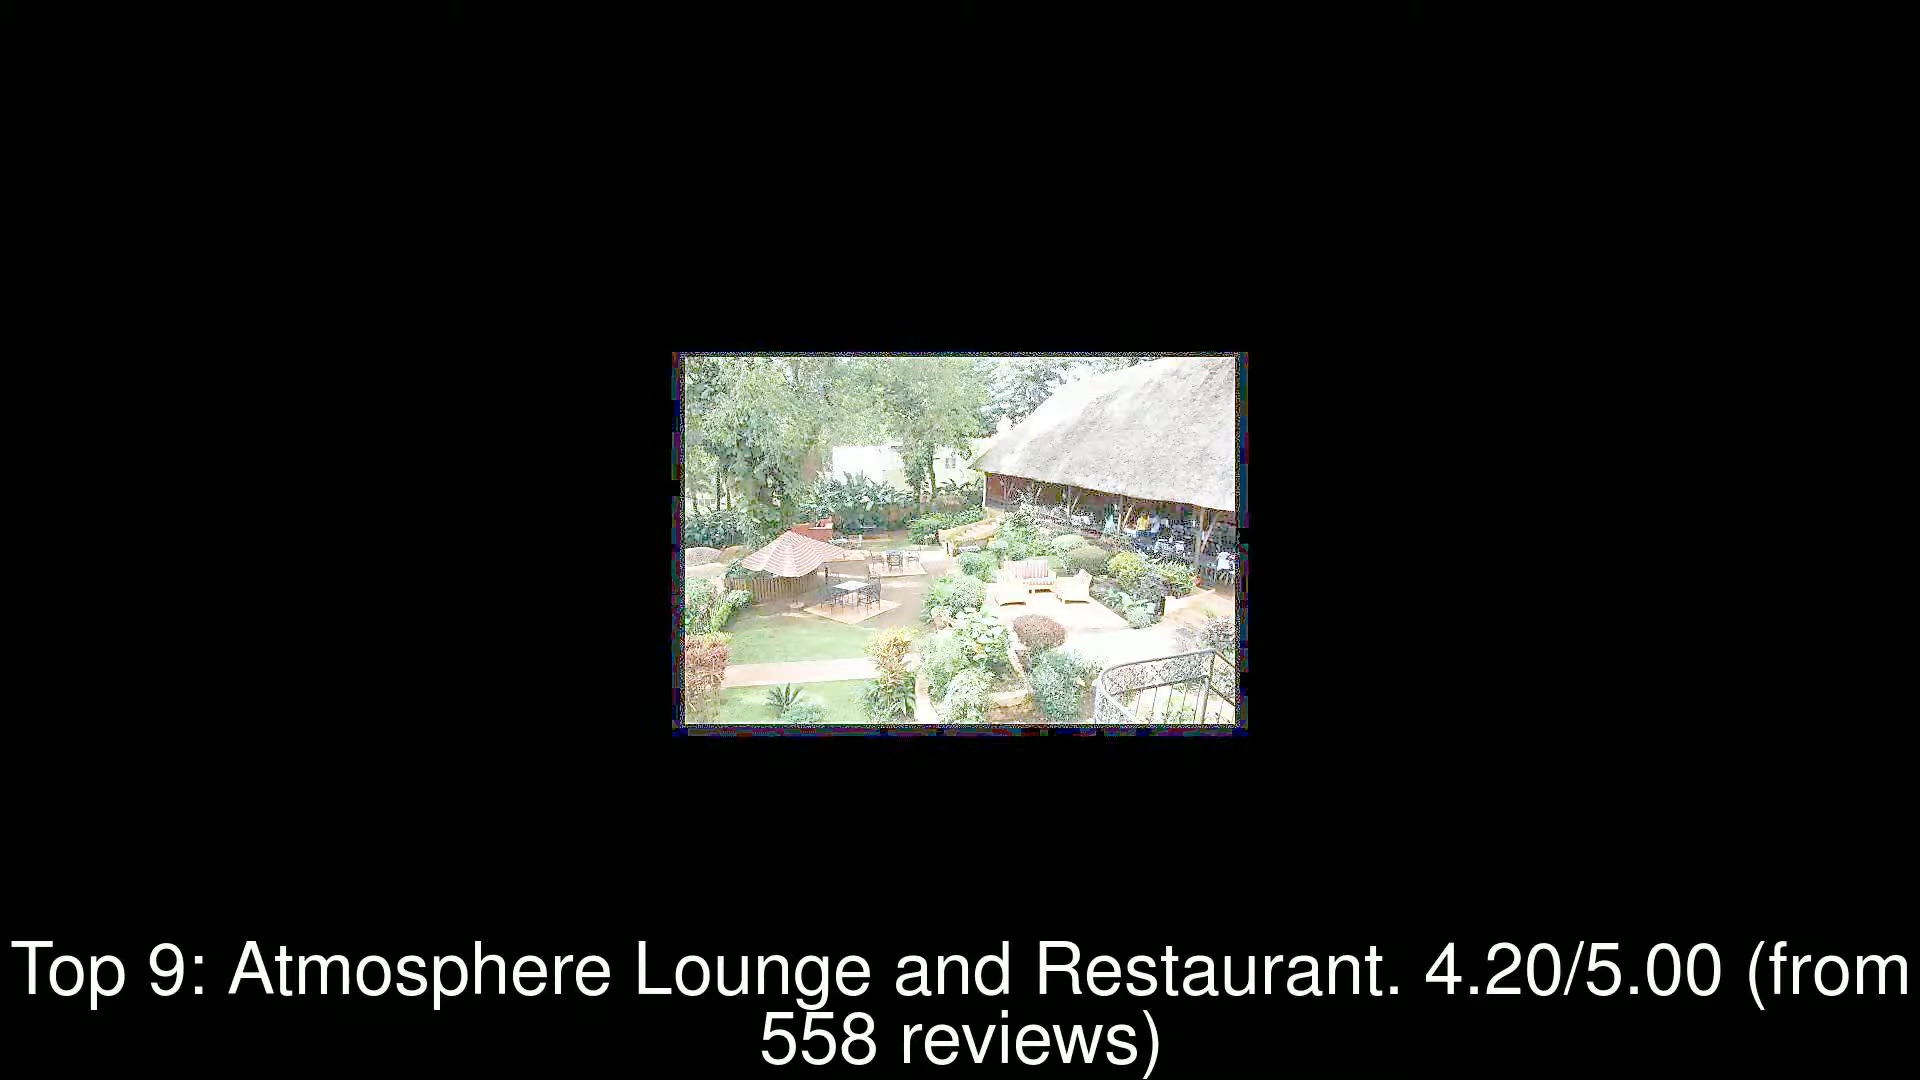 Top 9: Atmosphere Lounge and Restaurant. 4.20/5.00 (from
558 reviews)